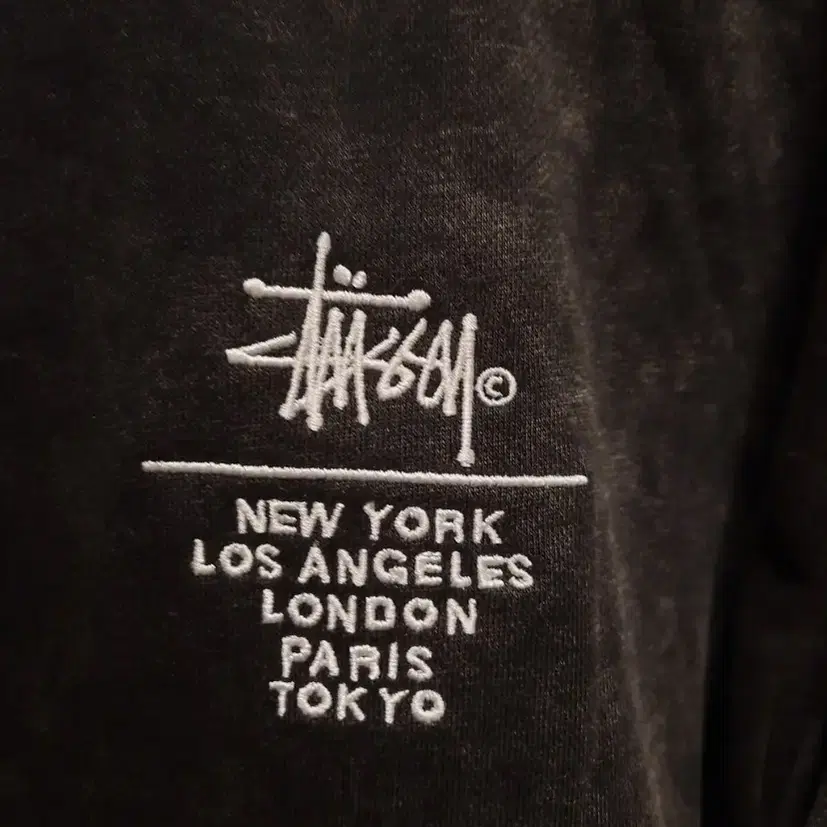 Stüssy ©
NEW YORK
LOS ANGELES
LONDON
PARIS
TOKYO